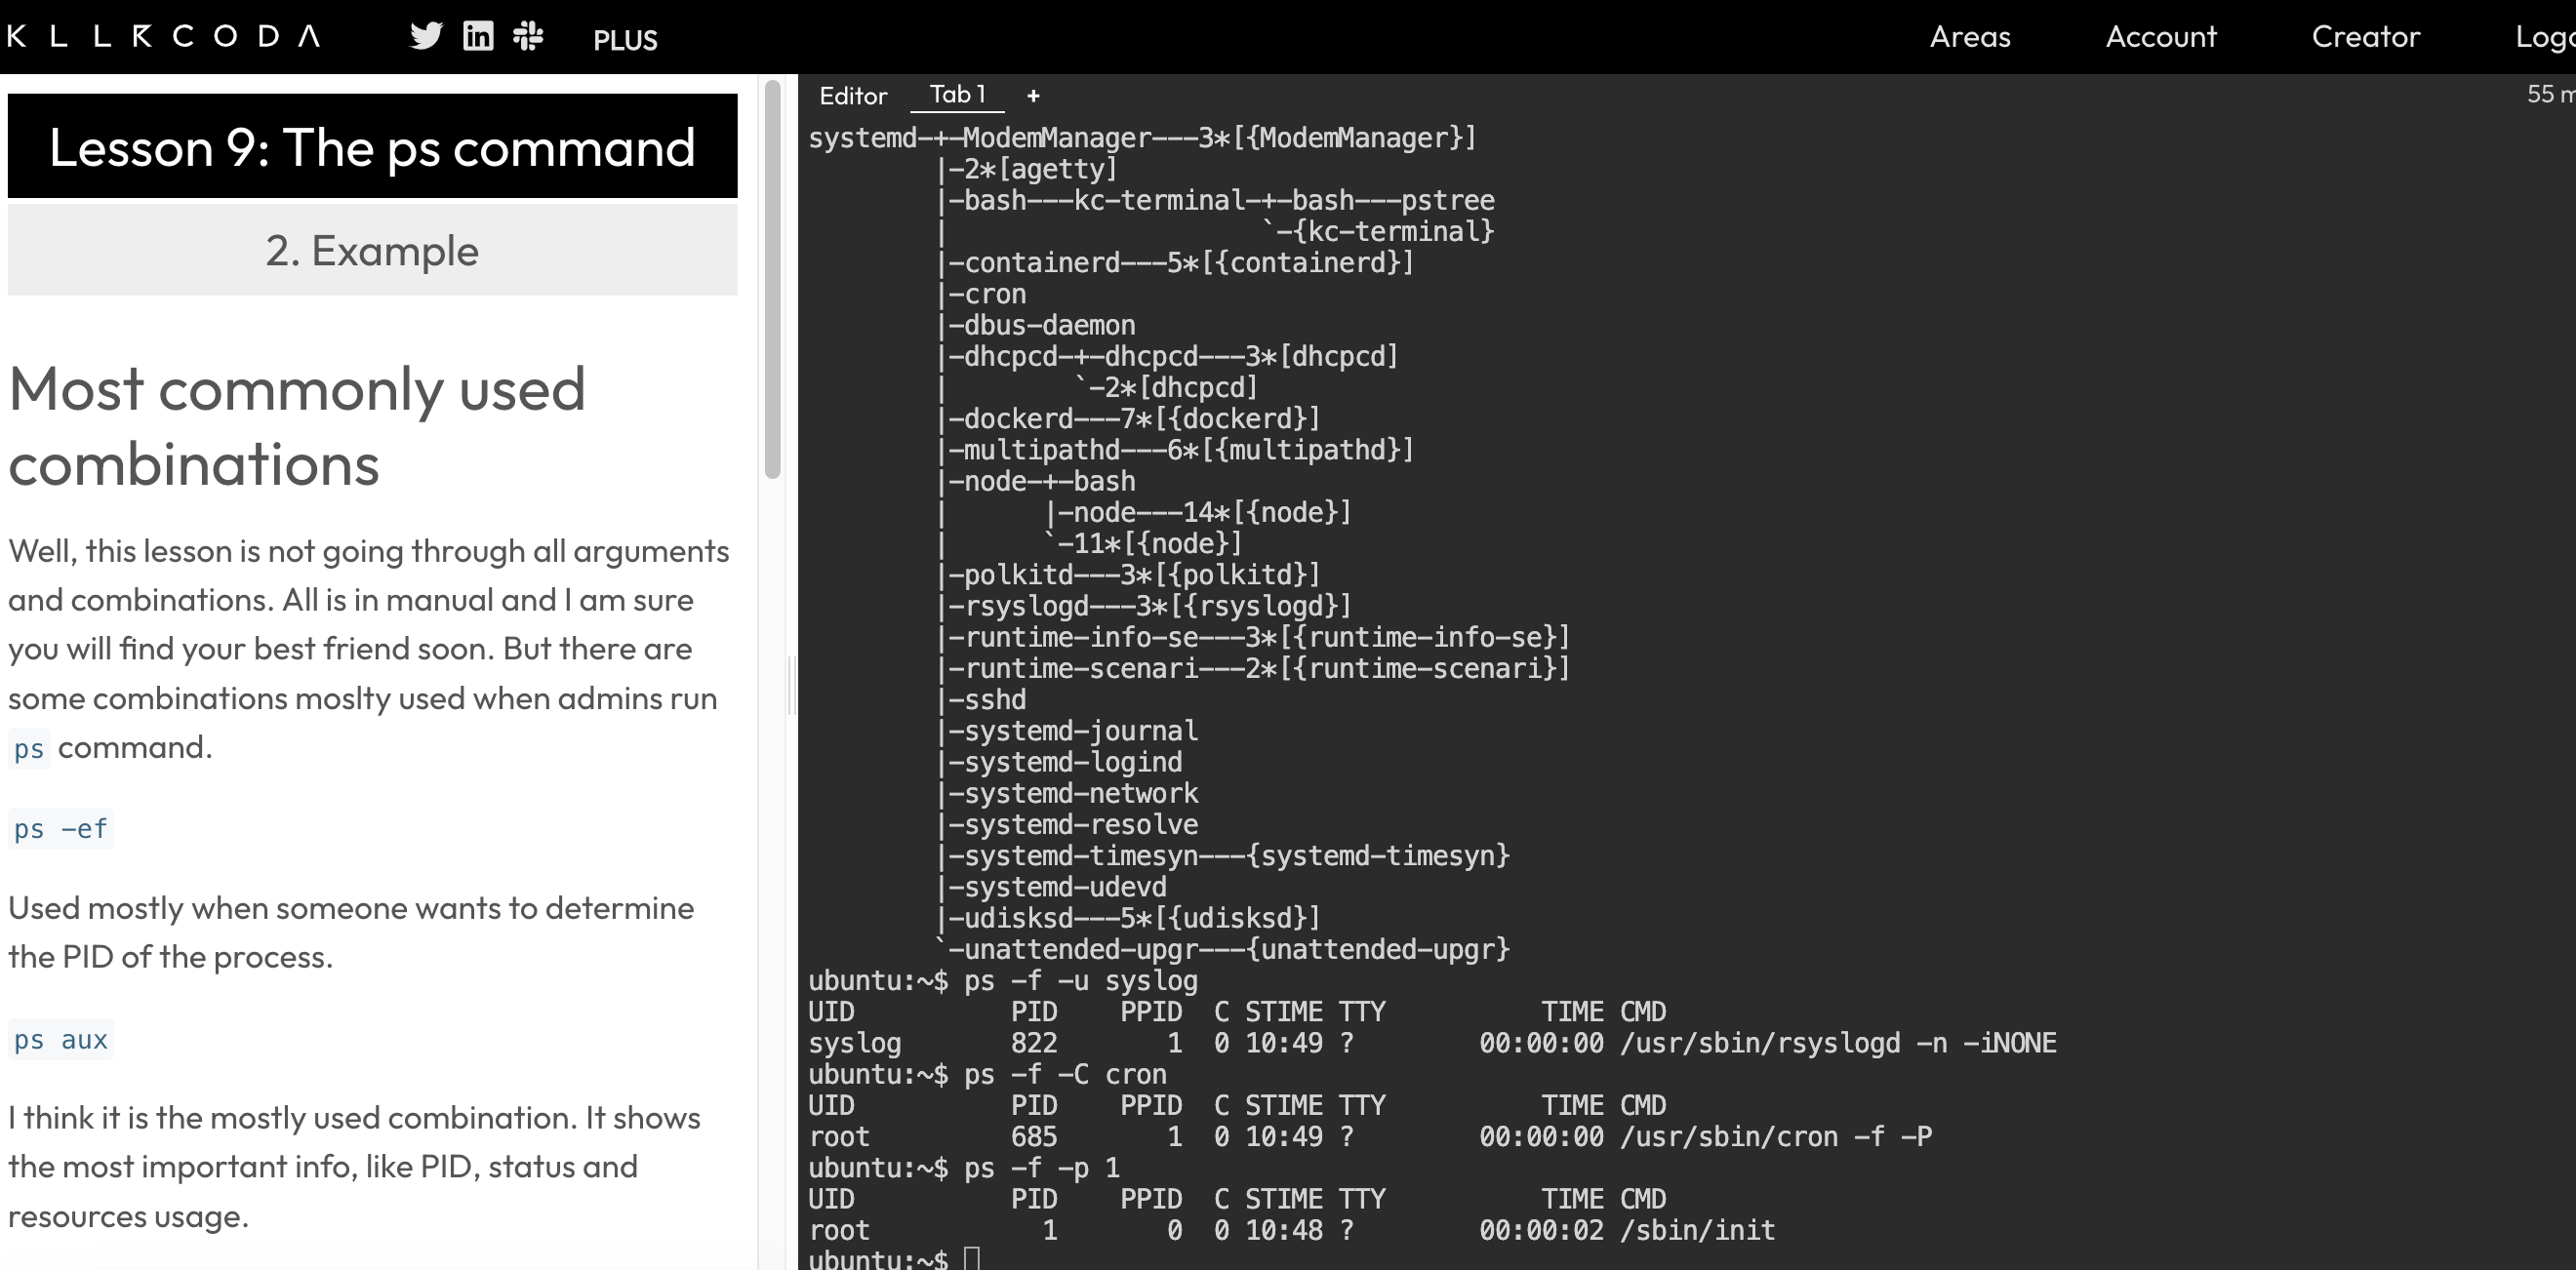 KLLRCODA PLUS Areas Account Creator
Lesson 9: The ps command
2. Example
Most commonly used
combinations
Well, this lesson is not going through all arguments
and combinations. All is in manual and I am sure
you will find your best friend soon. But there are
some combinations moslty used when admins run
ps command.
ps -ef
Used mostly when someone wants to determine
the PID of the process.
ps aux
I think it is the mostly used combination. It shows
the most important info, like PID, status and
resources usage.
Editor Tab 1 + 55
systemd-+-ModemManager---3*[{ModemManager}]
        |-2*[agetty]
        |-bash---kc-terminal-+-bash---pstree
        |                    `-{kc-terminal}
        |-containerd---5*[{containerd}]
        |-cron
        |-dbus-daemon
        |-dhcpcd-+-dhcpcd---3*[dhcpcd]
        |        `-2*[dhcpcd]
        |-dockerd---7*[{dockerd}]
        |-multipathd---6*[{multipathd}]
        |-node-+-bash
        |      |-node---14*[{node}]
        |      `-11*[{node}]
        |-polkitd---3*[{polkitd}]
        |-rsyslogd---3*[{rsyslogd}]
        |-runtime-info-se---3*[{runtime-info-se}]
        |-runtime-scenari---2*[{runtime-scenari}]
        |-sshd
        |-systemd-journal
        |-systemd-logind
        |-systemd-network
        |-systemd-resolve
        |-systemd-timesyn---{systemd-timesyn}
        |-systemd-udevd
        |-udisksd---5*[{udisksd}]
        `-unattended-upgr---{unattended-upgr}
ubuntu:~$ ps -f -u syslog
UID          PID    PPID  C STIME TTY          TIME CMD
syslog       822       1  0 10:49 ?        00:00:00 /usr/sbin/rsyslogd -n -iNONE
ubuntu:~$ ps -f -C cron
UID          PID    PPID  C STIME TTY          TIME CMD
root         685       1  0 10:49 ?        00:00:00 /usr/sbin/cron -f -P
ubuntu:~$ ps -f -p 1
UID          PID    PPID  C STIME TTY          TIME CMD
root           1       0  0 10:48 ?        00:00:02 /sbin/init
ubuntu:~$